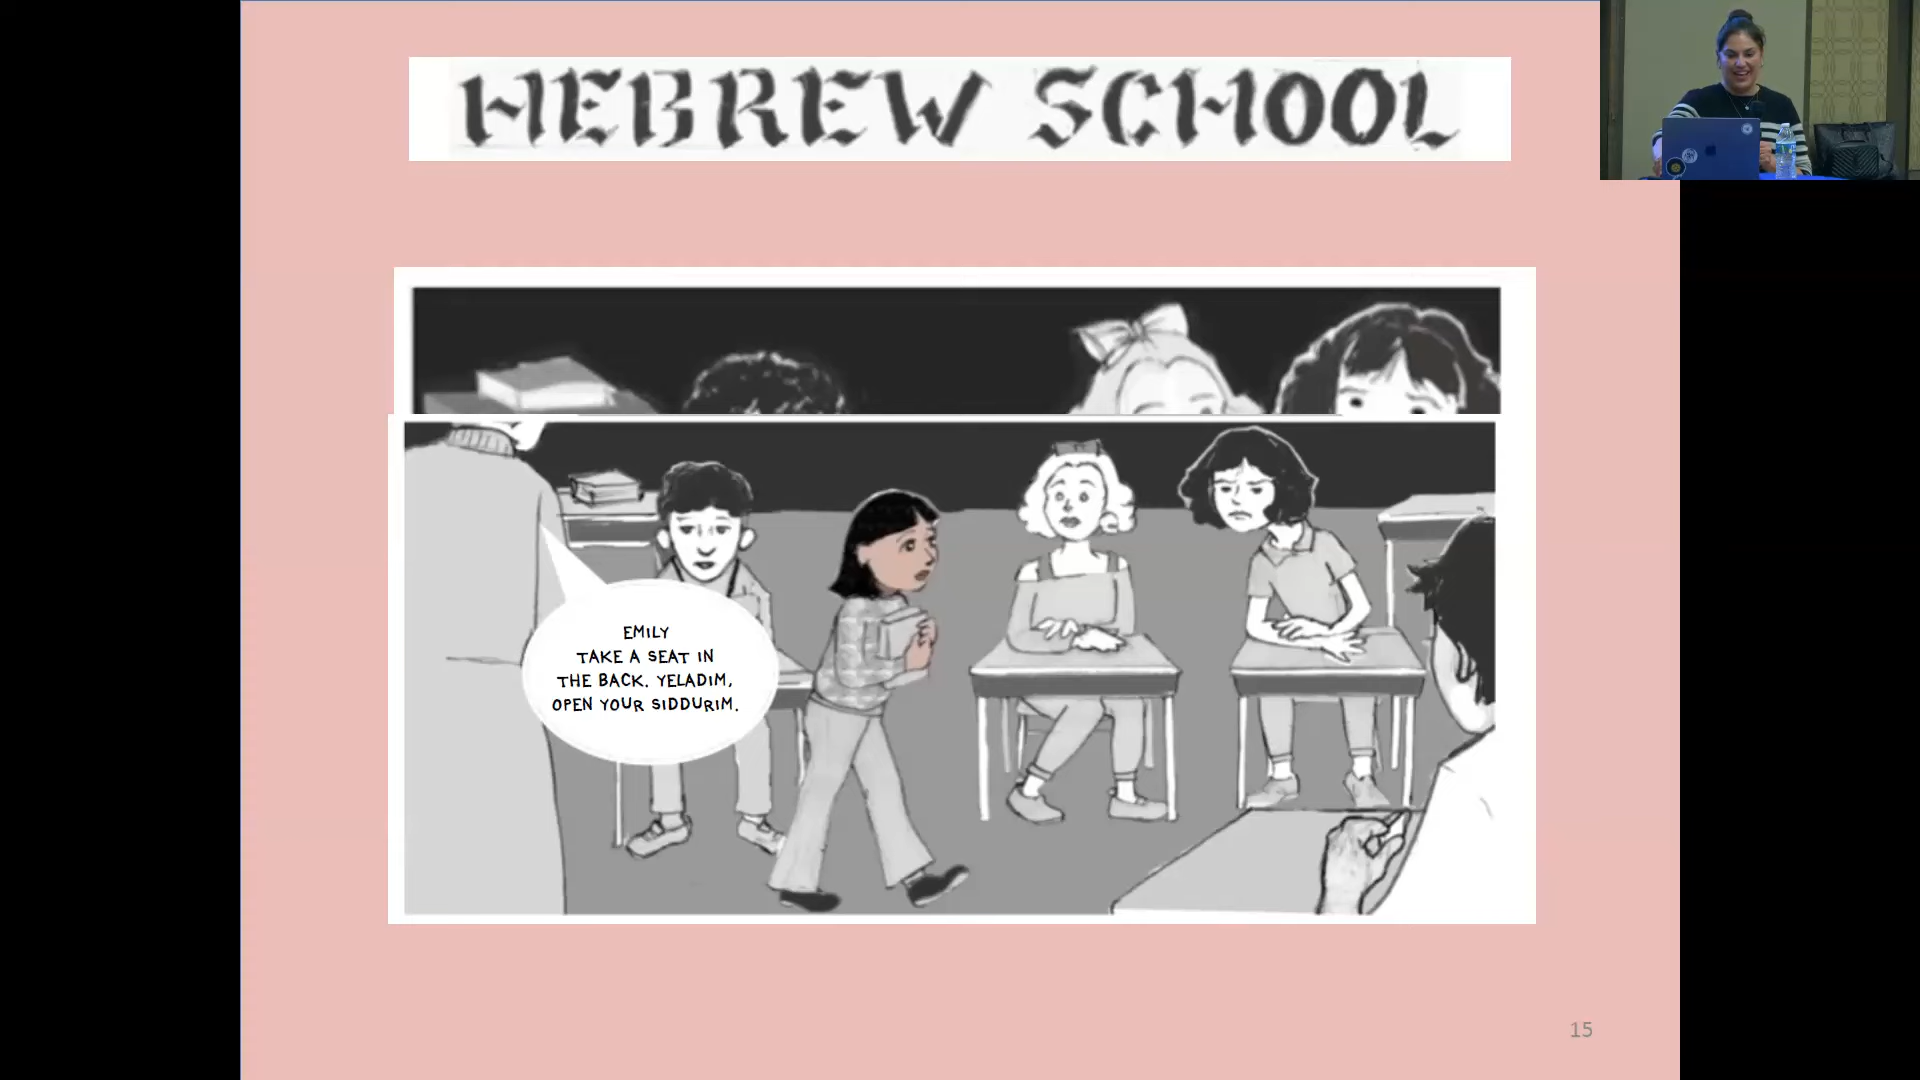 HEBREW SCHOOL
EMILY
TAKE A SEAT IN
THE BACK. YELADIM,
OPEN YOUR SIDDURIM.
15